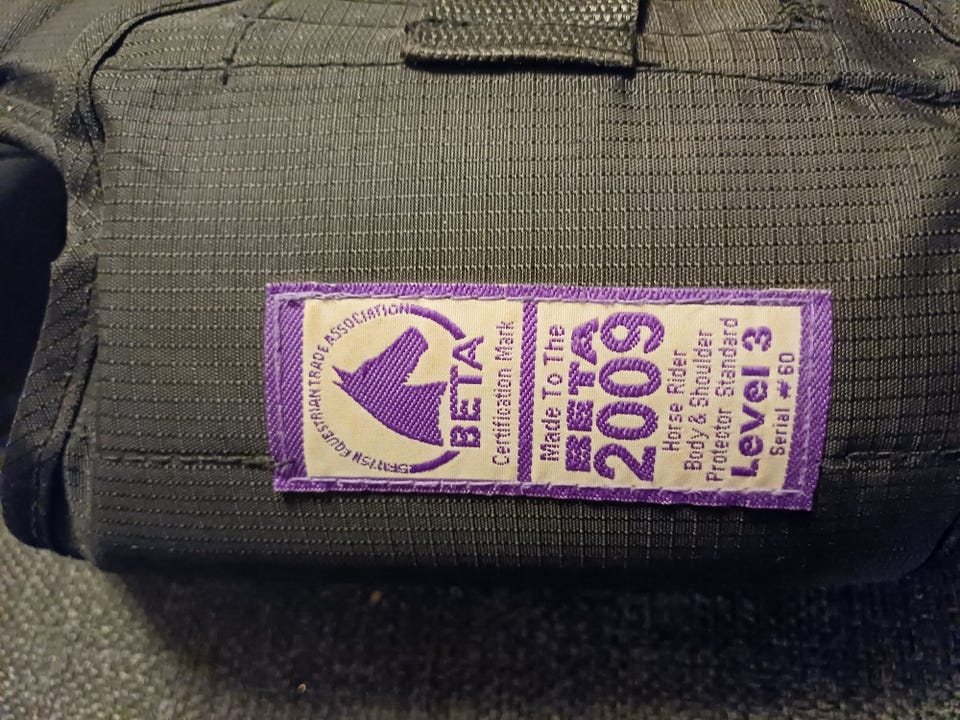 BRITISH EQUESTRIAN TRADE ASSOCIATION
BETA
Certification Mark
Made To The
BETA
2009
Horse Rider
Body & Shoulder
Protector Standard
Level 3
Serial #60